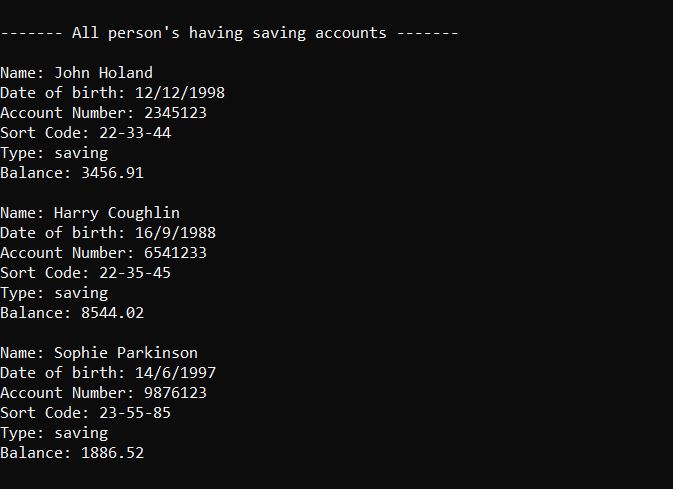 ------- All person's having saving accounts -------
Name: John Holand
Date of birth: 12/12/1998
Account Number: 2345123
Sort Code: 22-33-44
Type: saving
Balance: 3456.91
Name: Harry Coughlin
Date of birth: 16/9/1988
Account Number: 6541233
Sort Code: 22-35-45
Type: saving
Balance: 8544.02
Name: Sophie Parkinson
Date of birth: 14/6/1997
Account Number: 9876123
Sort Code: 23-55-85
Type: saving
Balance: 1886.52